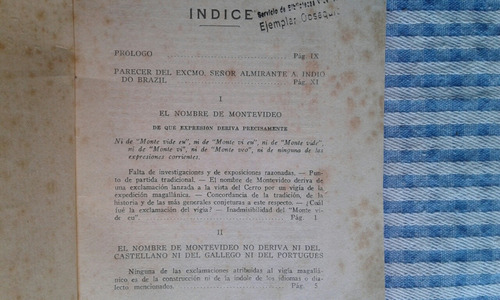 INDICE
Servicio de
Ejemplar Obsequio
PROLOGO Pág. IX
PARECER DEL EXCMO. SEÑOR ALMIRANTE A. INDIO
DO BRAZIL Pág. XI
I
EL NOMBRE DE MONTEVIDEO
DE QUÉ EXPRESION DERIVA PRECISAMENTE
Ni de "Monte vide eu", ni de "Monte vi eu", ni de "Monte vide",
ni de "Monte vi", ni de "Monte veo", ni de ninguna de las
expresiones corrientes.
Falta de investigaciones y de exposiciones razonadas. — Pun-
to de partida tradicional. — El nombre de Montevideo deriva de
una exclamación lanzada a la vista del Cerro por un vigía de la
expedición magallánica. — Concordancia de la tradición, de la
historia y de las más generales conjeturas a este respecto. — ¿Cuál
fué la exclamación del vigía? — Inadmisibilidad del "Monte vi-
de eu" Pág. 1
II
EL NOMBRE DE MONTEVIDEO NO DERIVA NI DEL
CASTELLANO NI DEL GALLEGO NI DEL PORTUGUES
Ninguna de las exclamaciones atribuídas al vigía magallá-
nico es de la construcción ni de la índole de los idiomas o dia-
lecto mencionados. Pág. 5